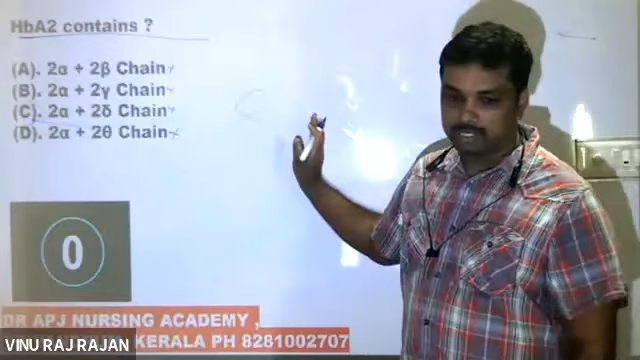 HbA2 contains ?
(A). 2α + 2β Chain
(B). 2α + 2γ Chain
(C). 2α + 2δ Chain
(D). 2α + 2θ Chain
0
DR APJ NURSING ACADEMY ,
KERALA PH 8281002707
VINU RAJ RAJAN